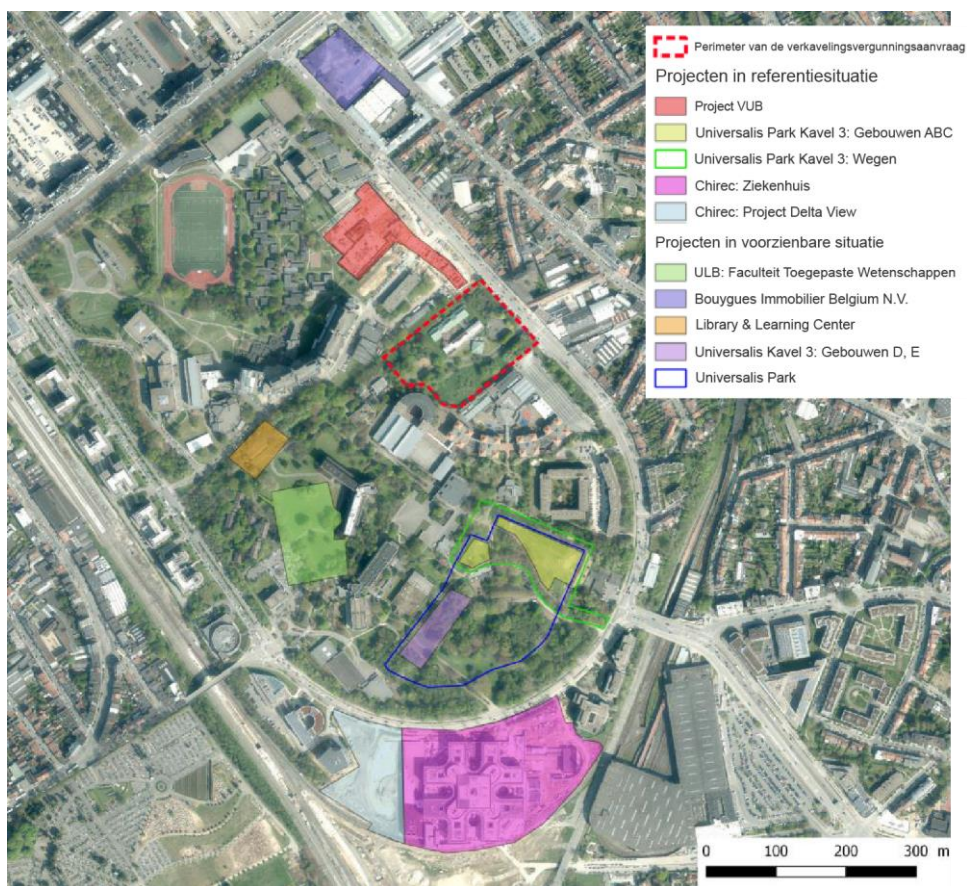 Perimeter van de verkavelingsvergunningsaanvraag
Projecten in referentiesituatie
Project VUB
Universalis Park Kavel 3: Gebouwen ABC
Universalis Park Kavel 3: Wegen
Chirec: Ziekenhuis
Chirec: Project Delta View
Projecten in voorzienbare situatie
ULB: Faculteit Toegepaste Wetenschappen
Bouygues Immobilier Belgium N.V.
Library & Learning Center
Universalis Kavel 3: Gebouwen D, E
Universalis Park
0 100 200 300 m